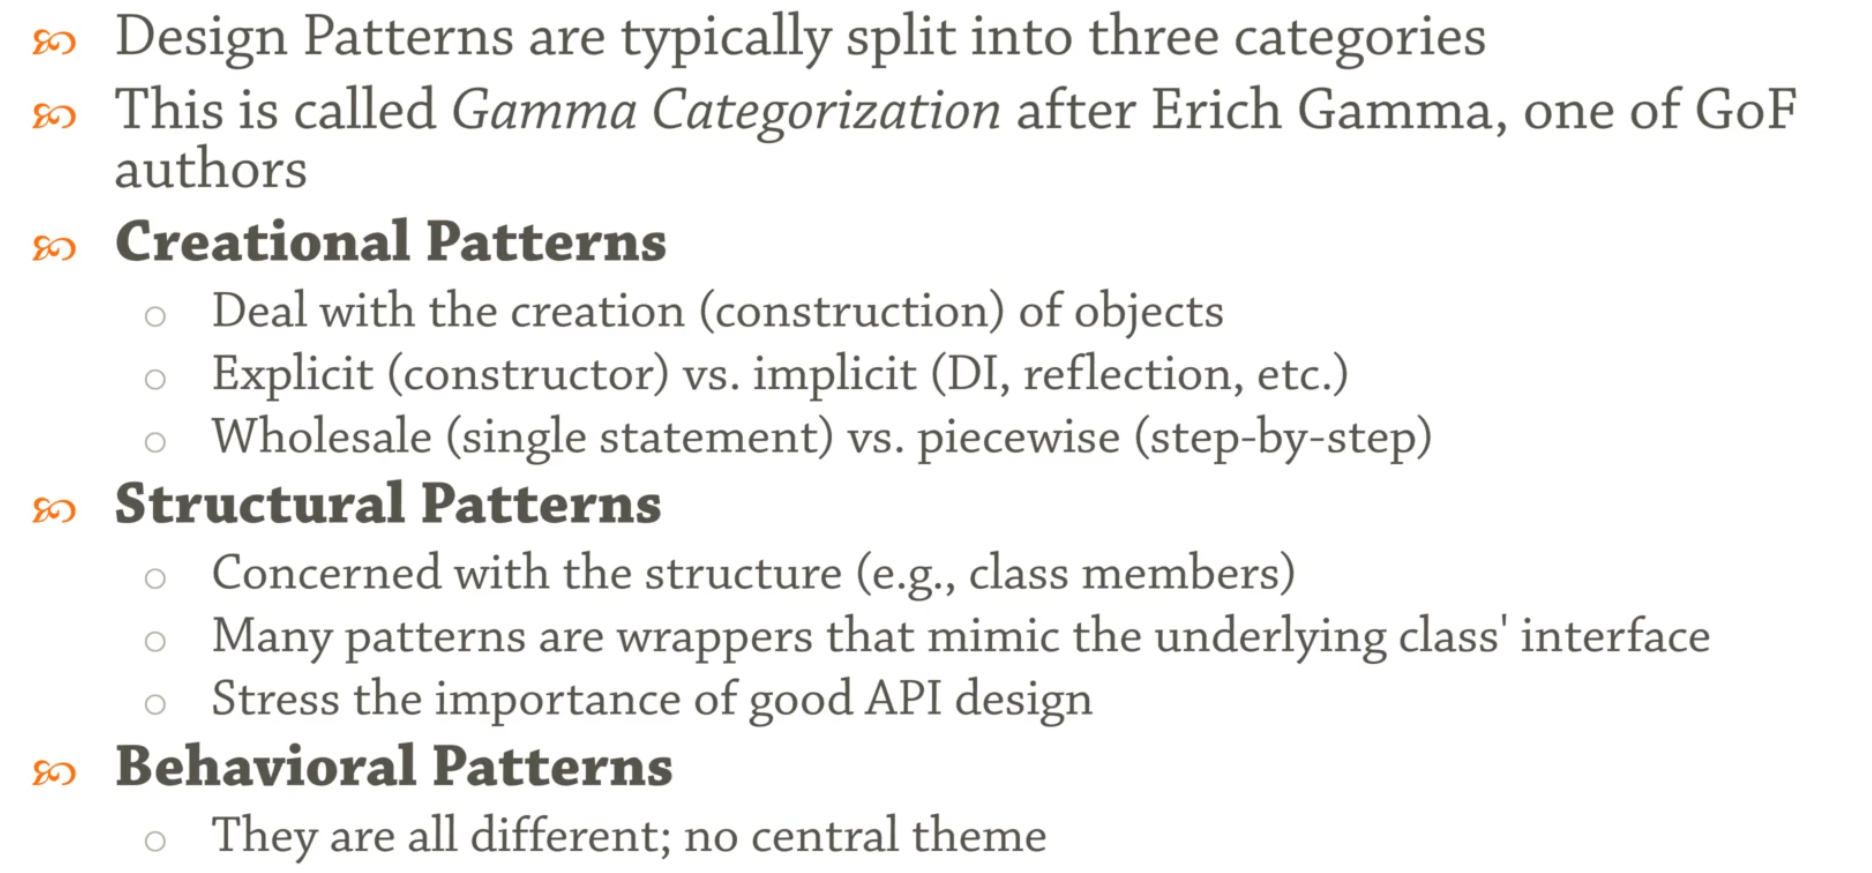 Design Patterns are typically split into three categories
This is called Gamma Categorization after Erich Gamma, one of GoF
authors
Creational Patterns
Deal with the creation (construction) of objects
Explicit (constructor) vs. implicit (DI, reflection, etc.)
Wholesale (single statement) vs. piecewise (step-by-step)
Structural Patterns
Concerned with the structure (e.g., class members)
Many patterns are wrappers that mimic the underlying class' interface
Stress the importance of good API design
Behavioral Patterns
They are all different; no central theme